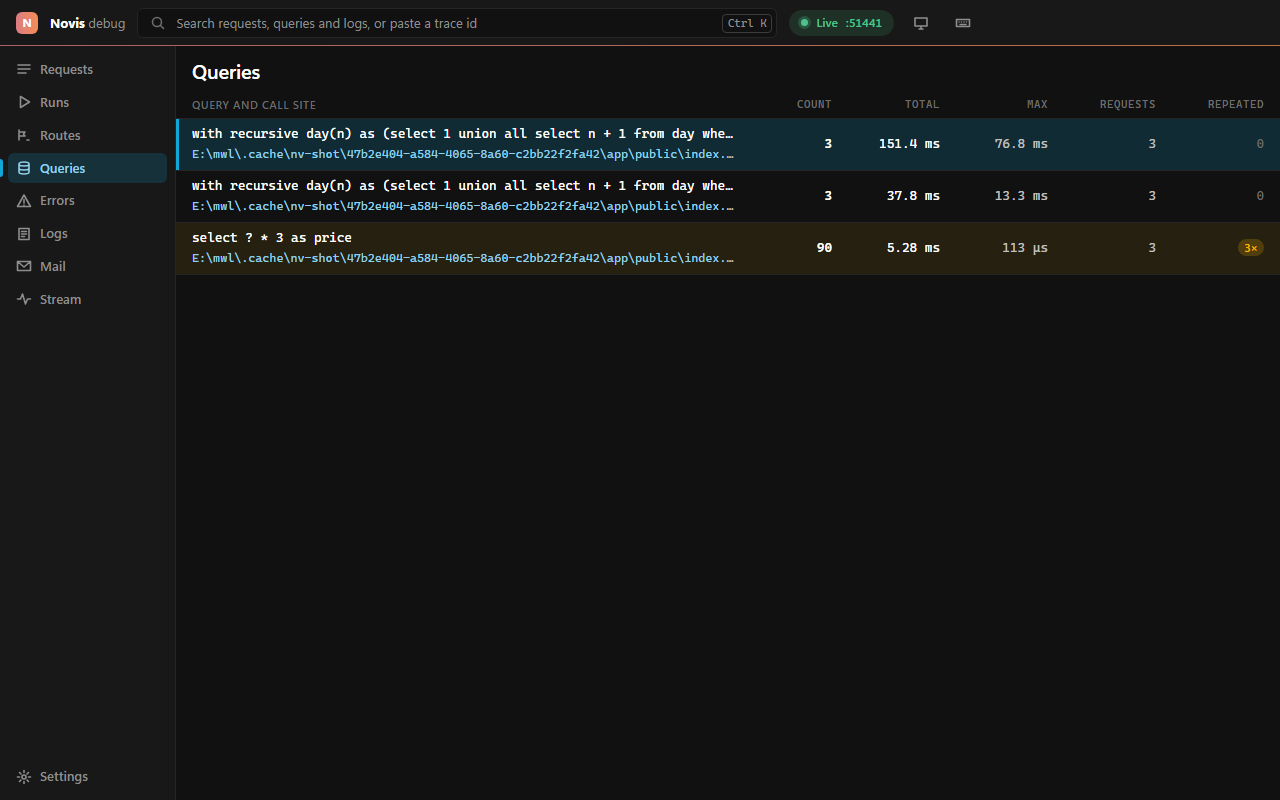 N Novis debug Search requests, queries and logs, or paste a trace id Ctrl K Live :51441
Requests
Runs
Routes
Queries
Errors
Logs
Mail
Stream
Settings
Queries
QUERY AND CALL SITE COUNT TOTAL MAX REQUESTS REPEATED
with recursive day(n) as (select 1 union all select n + 1 from day whe…
E:\mwl\.cache\nv-shot\47b2e404-a584-4065-8a60-c2bb22f2fa42\app\public\index.…
3 151.4 ms 76.8 ms 3 0
with recursive day(n) as (select 1 union all select n + 1 from day whe…
E:\mwl\.cache\nv-shot\47b2e404-a584-4065-8a60-c2bb22f2fa42\app\public\index.…
3 37.8 ms 13.3 ms 3 0
select ? * 3 as price
E:\mwl\.cache\nv-shot\47b2e404-a584-4065-8a60-c2bb22f2fa42\app\public\index.…
90 5.28 ms 113 µs 3 3×